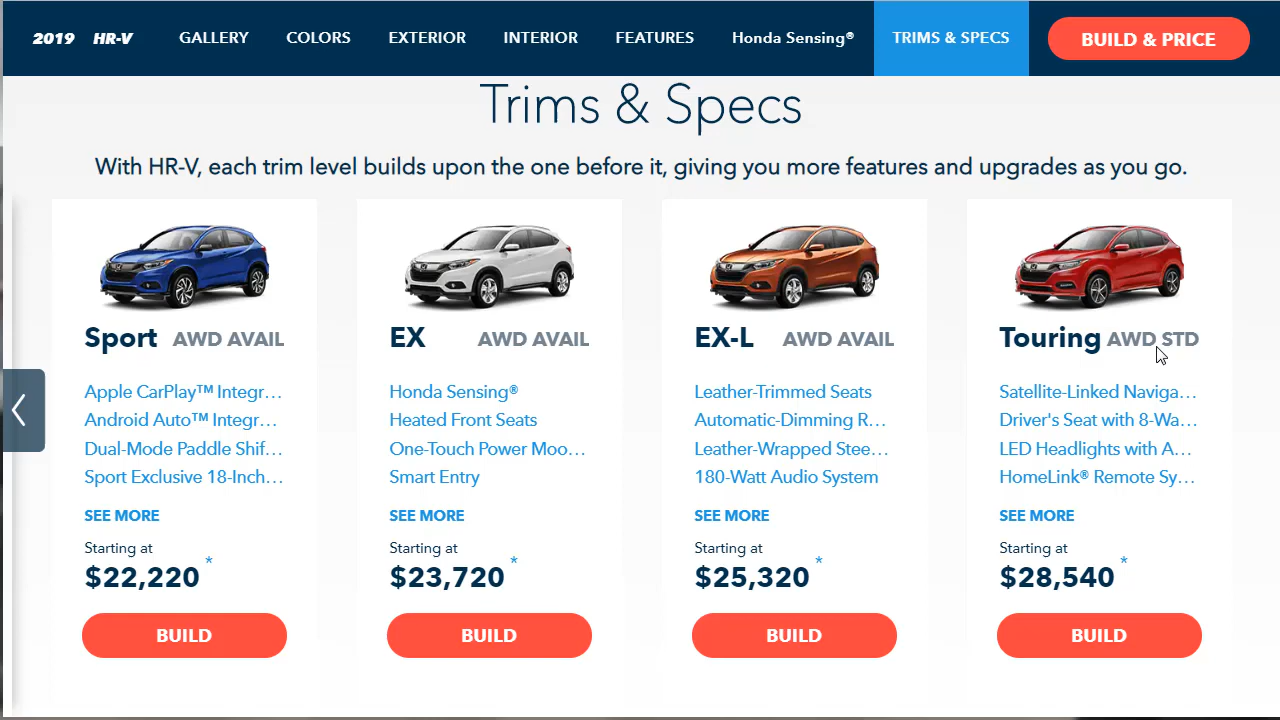 2019 HR-V GALLERY COLORS EXTERIOR INTERIOR FEATURES Honda Sensing® TRIMS & SPECS BUILD & PRICE
Trims & Specs
With HR-V, each trim level builds upon the one before it, giving you more features and upgrades as you go.
Sport AWD AVAIL
Apple CarPlay™ Integr…
Android Auto™ Integr…
Dual-Mode Paddle Shif…
Sport Exclusive 18-Inch…
SEE MORE
Starting at
$22,220*
BUILD
EX AWD AVAIL
Honda Sensing®
Heated Front Seats
One-Touch Power Moo…
Smart Entry
SEE MORE
Starting at
$23,720*
BUILD
EX-L AWD AVAIL
Leather-Trimmed Seats
Automatic-Dimming R…
Leather-Wrapped Stee…
180-Watt Audio System
SEE MORE
Starting at
$25,320*
BUILD
Touring AWD STD
Satellite-Linked Naviga…
Driver's Seat with 8-Wa…
LED Headlights with A…
HomeLink® Remote Sy…
SEE MORE
Starting at
$28,540*
BUILD